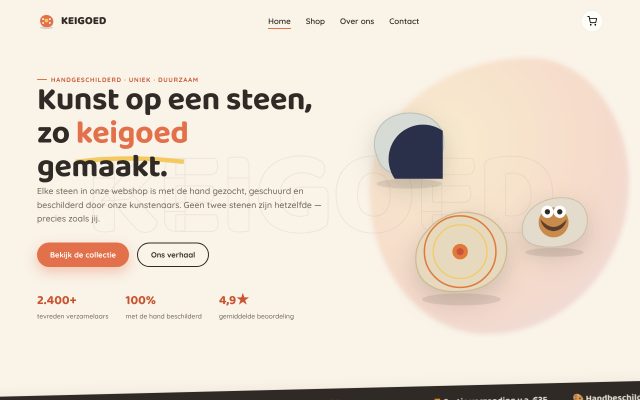 KEIGOED
Home Shop Over ons Contact
HANDGESCHILDERD · UNIEK · DUURZAAM
Kunst op een steen,
zo keigoed
gemaakt.
KEIGOED
Elke steen in onze webshop is met de hand gezocht, geschuurd en
beschilderd door onze kunstenaars. Geen twee stenen zijn hetzelfde —
precies zoals jij.
Bekijk de collectie Ons verhaal
2.400+ 100% 4,9★
tevreden verzamelaars met de hand beschilderd gemiddelde beoordeling